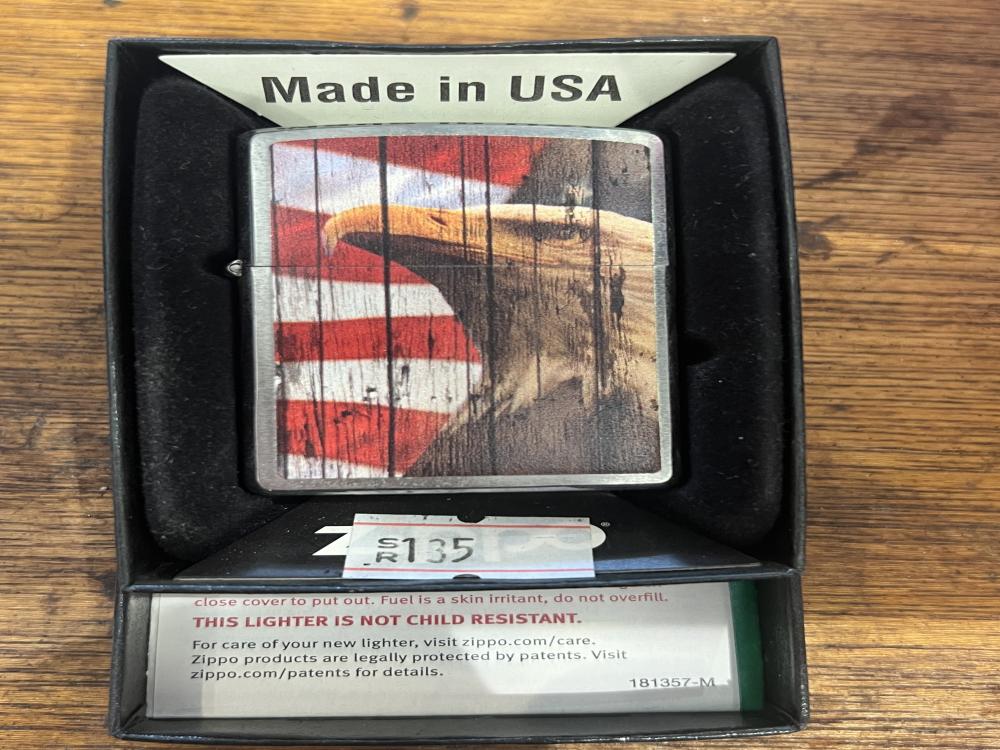 Made in USA
SR 135
®
close cover to put out. Fuel is a skin irritant, do not overfill.
THIS LIGHTER IS NOT CHILD RESISTANT.
For care of your new lighter, visit zippo.com/care.
Zippo products are legally protected by patents. Visit
zippo.com/patents for details.
181357-M